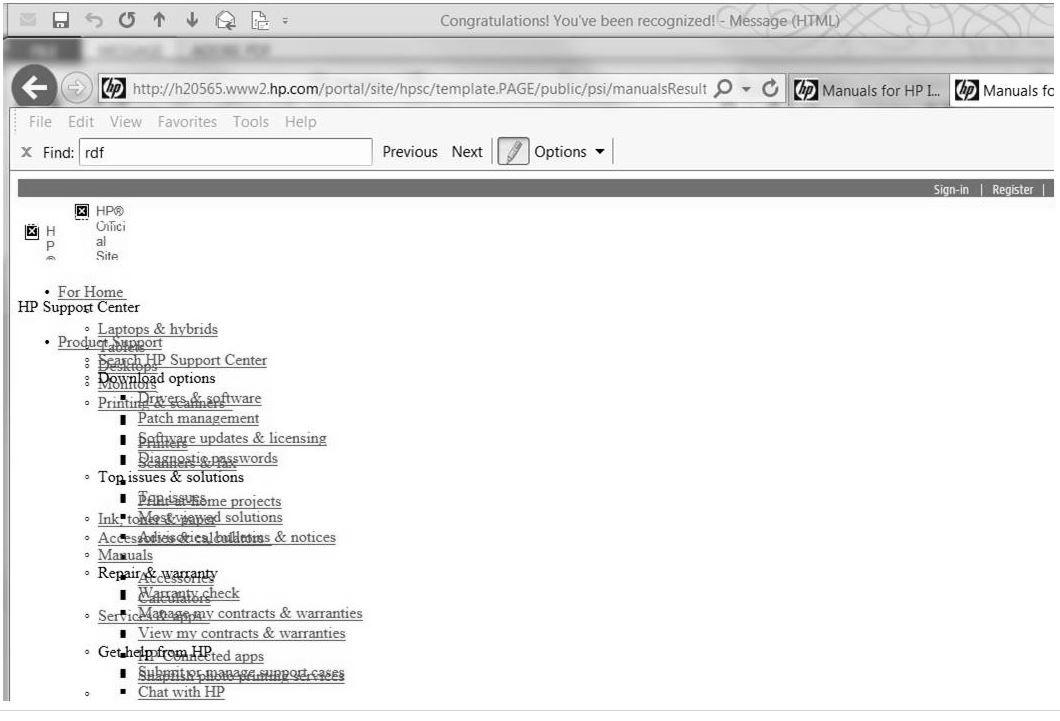 Congratulations! You've been recognized! - Message (HTML)
http://h20565.www2.hp.com/portal/site/hpsc/template.PAGE/public/psi/manualsResult
Manuals for HP I...
Manuals fo
File Edit View Favorites Tools Help
x Find: rdf Previous Next Options
Sign-in | Register |
HP®
Offici
al
Site
H
P
®
For Home
HP Support Center
Laptops & hybrids
Product Support
Tablets
Search HP Support Center
Desktops
Download options
Monitors
Drivers & software
Printing & scanners
Patch management
Software updates & licensing
Printers
Diagnostic passwords
Scanners & fax
Top issues & solutions
Top issues
Print-at-home projects
Most viewed solutions
Ink, toner & paper
Advisories, bulletins & notices
Accessories & calculators
Manuals
Repair & warranty
Accessories
Warranty check
Calculators
Manage my contracts & warranties
Services & apps
View my contracts & warranties
Get help from HP
HP Connected apps
Submit or manage support cases
Snapfish photo printing services
Chat with HP